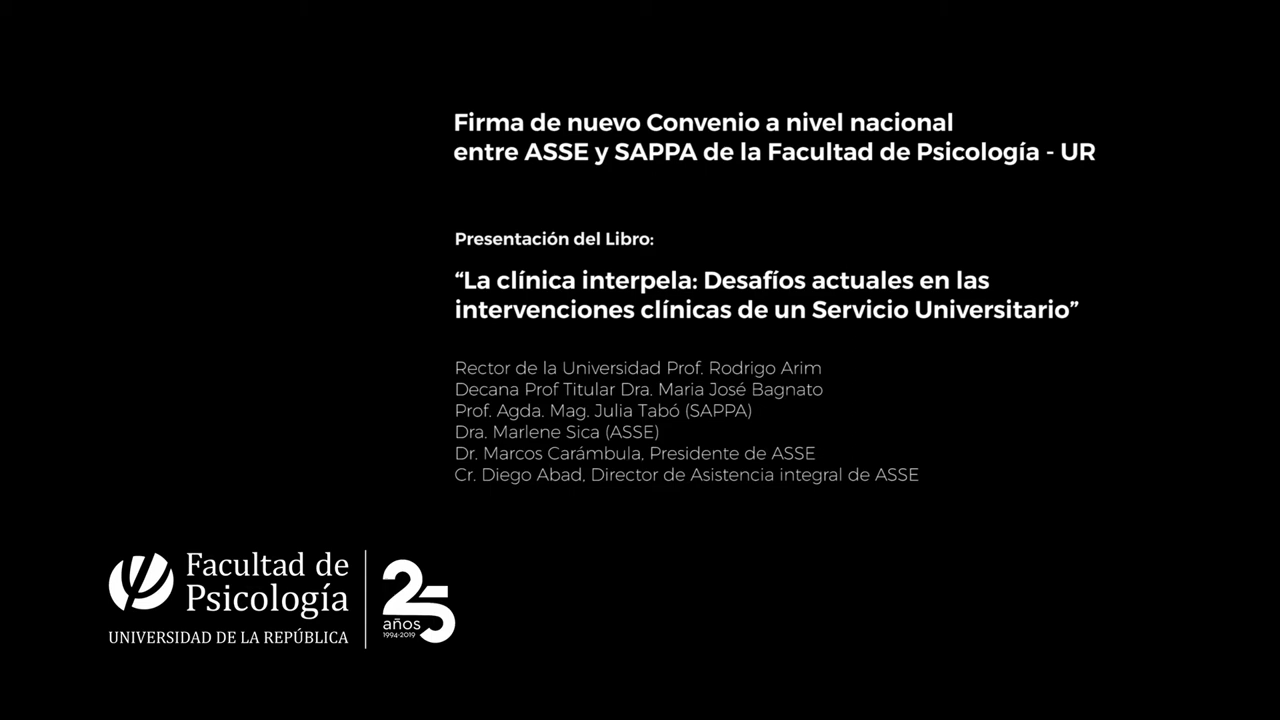 Firma de nuevo Convenio a nivel nacional
entre ASSE y SAPPA de la Facultad de Psicología - UR
Presentación del Libro:
“La clínica interpela: Desafíos actuales en las
intervenciones clínicas de un Servicio Universitario”
Rector de la Universidad Prof. Rodrigo Arim
Decana Prof Titular Dra. Maria José Bagnato
Prof. Agda. Mag. Julia Tabó (SAPPA)
Dra. Marlene Sica (ASSE)
Dr. Marcos Carámbula, Presidente de ASSE
Cr. Diego Abad, Director de Asistencia integral de ASSE
Facultad de
Psicología
UNIVERSIDAD DE LA REPÚBLICA
25
años
1994-2019